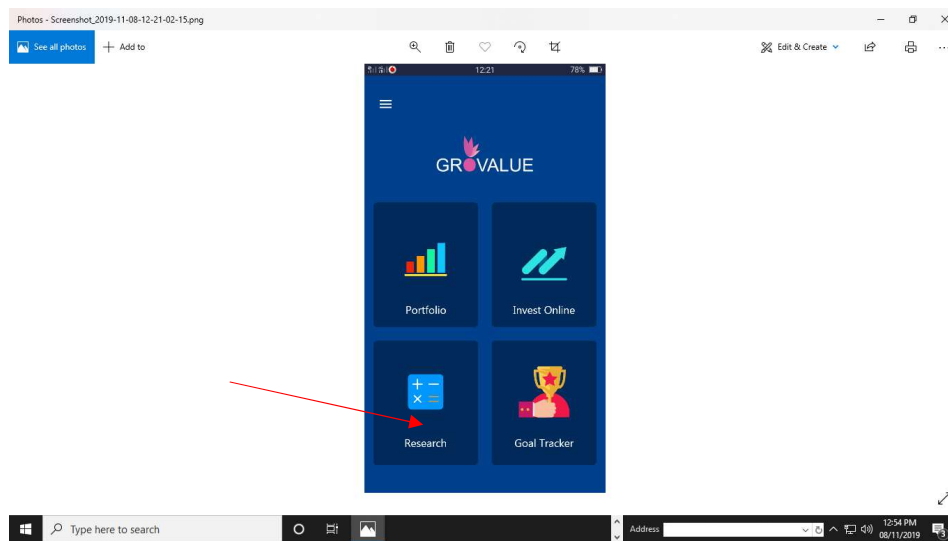 Photos - Screenshot_2019-11-08-12-21-02-15.png
See all photos + Add to Edit & Create
12:21 78%
GROVALUE
Portfolio Invest Online
Research Goal Tracker
Type here to search Address 12:54 PM
08/11/2019